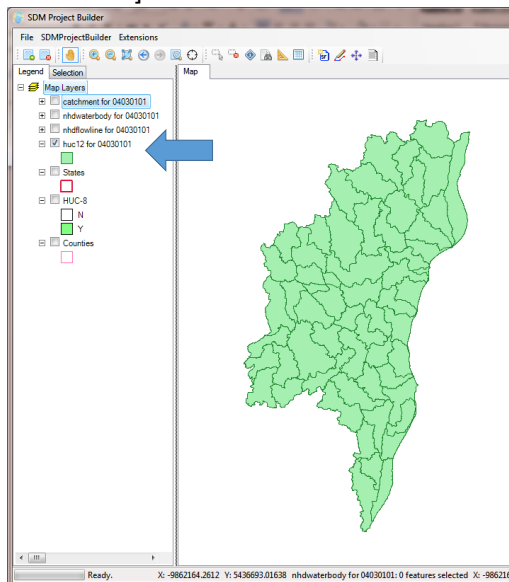 SDM Project Builder
File SDMProjectBuilder Extensions
Legend Selection Map
Map Layers
catchment for 04030101
nhdwaterbody for 04030101
nhdflowline for 04030101
huc12 for 04030101
States
HUC-8
N
Y
Counties
Ready. X: -9862164.2612 Y: 5436693.01638 nhdwaterbody for 04030101: 0 features selected X: -98621